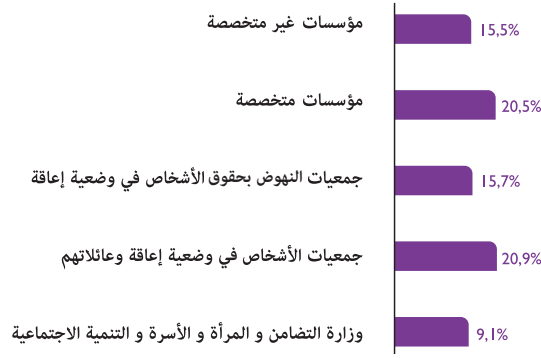 مؤسسات غير متخصصة
15,5%
مؤسسات متخصصة
20,5%
جمعيات النهوض بحقوق الأشخاص في وضعية إعاقة
15,7%
جمعيات الأشخاص في وضعية إعاقة وعائلاتهم
20,9%
وزارة التضامن و المرأة و الأسرة و التنمية الاجتماعية
9,1%